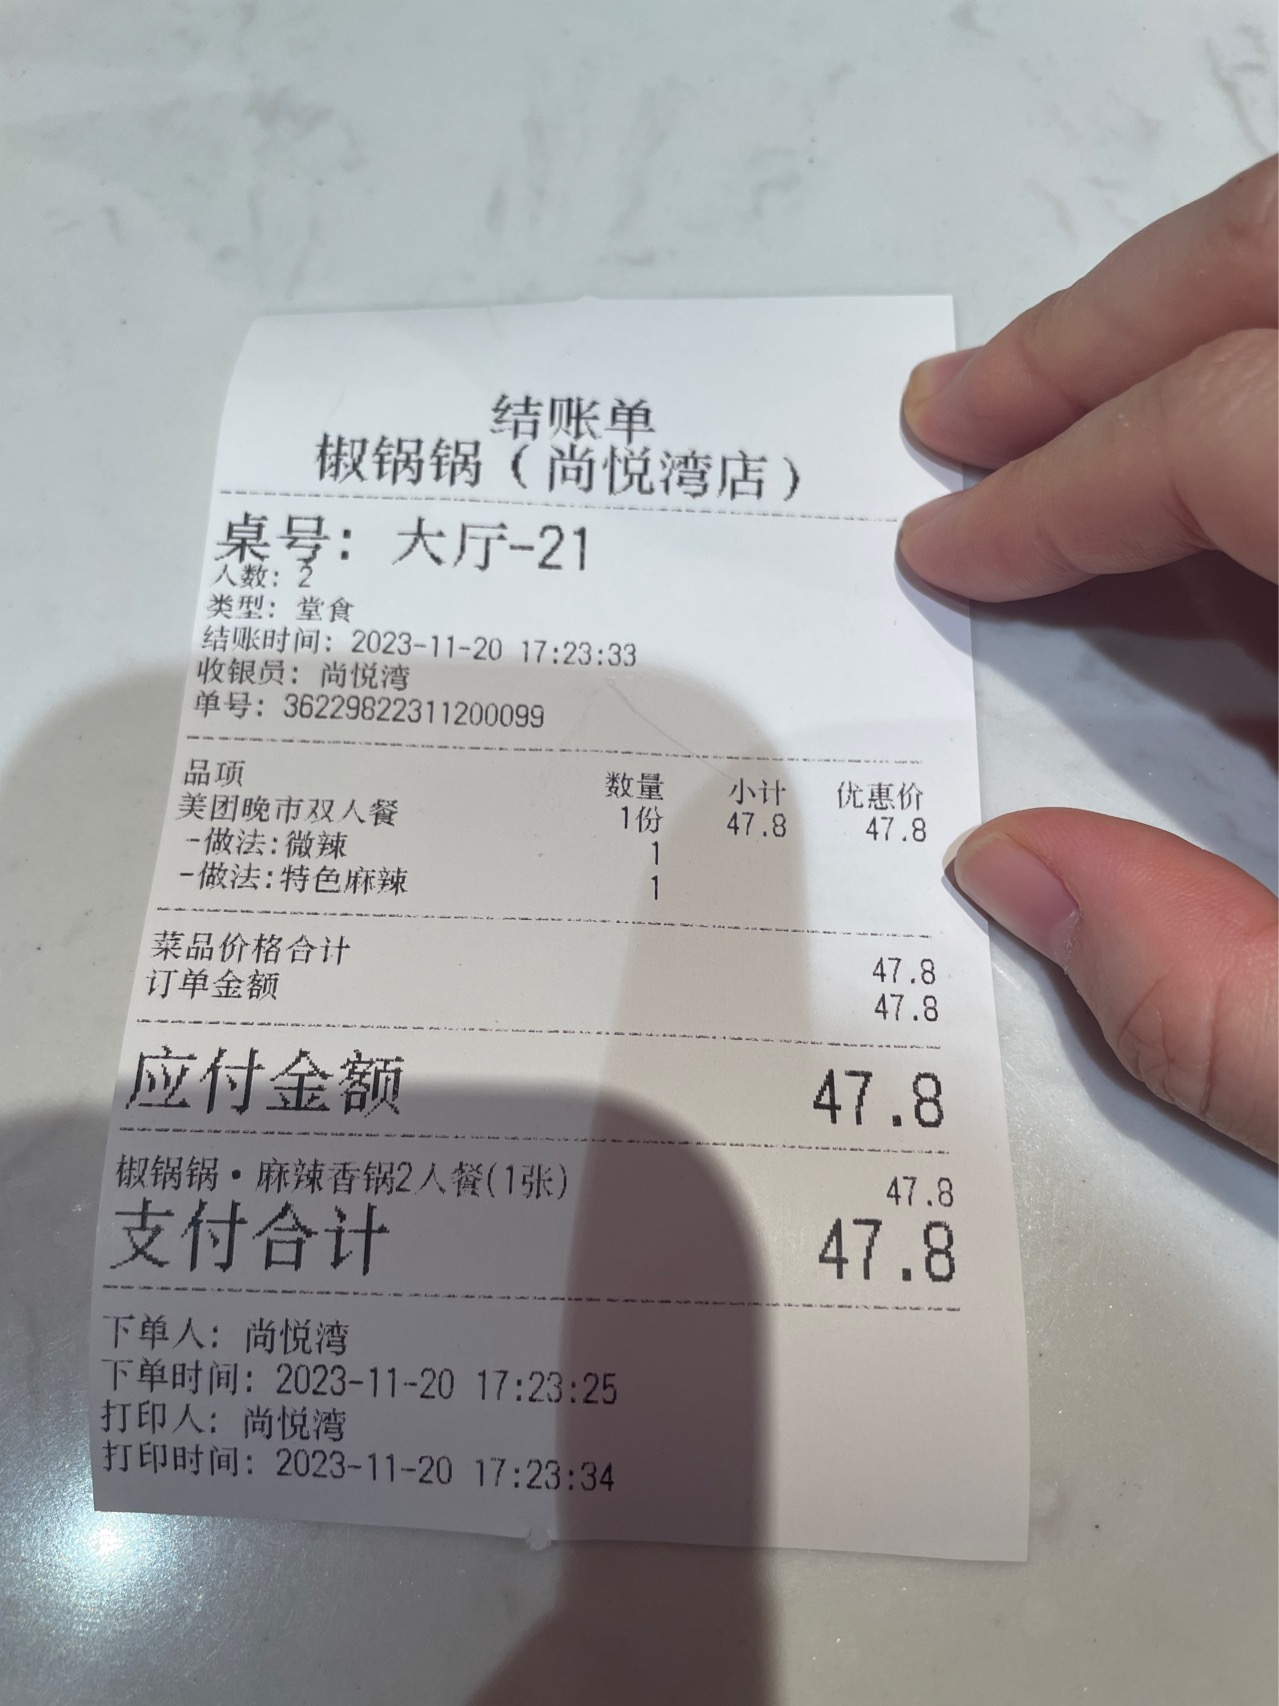 结账单
椒锅锅（尚悦湾店）
桌号：大厅-21
人数：2
类型：堂食
结账时间：2023-11-20 17:23:33
收银员：尚悦湾
单号：36229822311200099
品项 数量 小计 优惠价
美团晚市双人餐 1份 47.8 47.8
-做法:微辣 1
-做法:特色麻辣 1
菜品价格合计 47.8
订单金额 47.8
应付金额 47.8
椒锅锅·麻辣香锅2人餐(1张) 47.8
支付合计 47.8
下单人：尚悦湾
下单时间：2023-11-20 17:23:25
打印人：尚悦湾
打印时间：2023-11-20 17:23:34